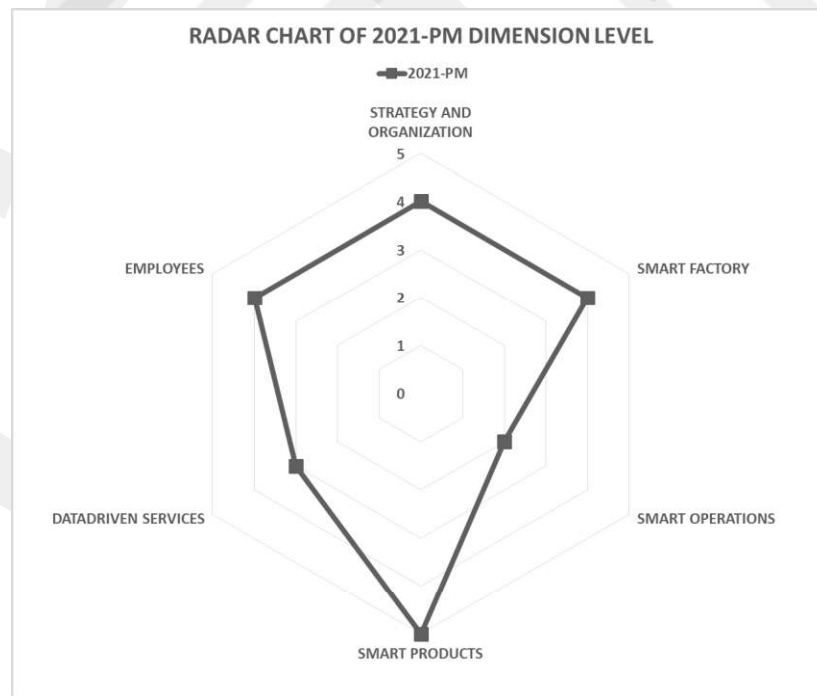 RADAR CHART OF 2021-PM DIMENSION LEVEL
2021-PM
STRATEGY AND
ORGANIZATION
5
4
3
2
1
0
EMPLOYEES
SMART FACTORY
DATADRIVEN SERVICES
SMART OPERATIONS
SMART PRODUCTS